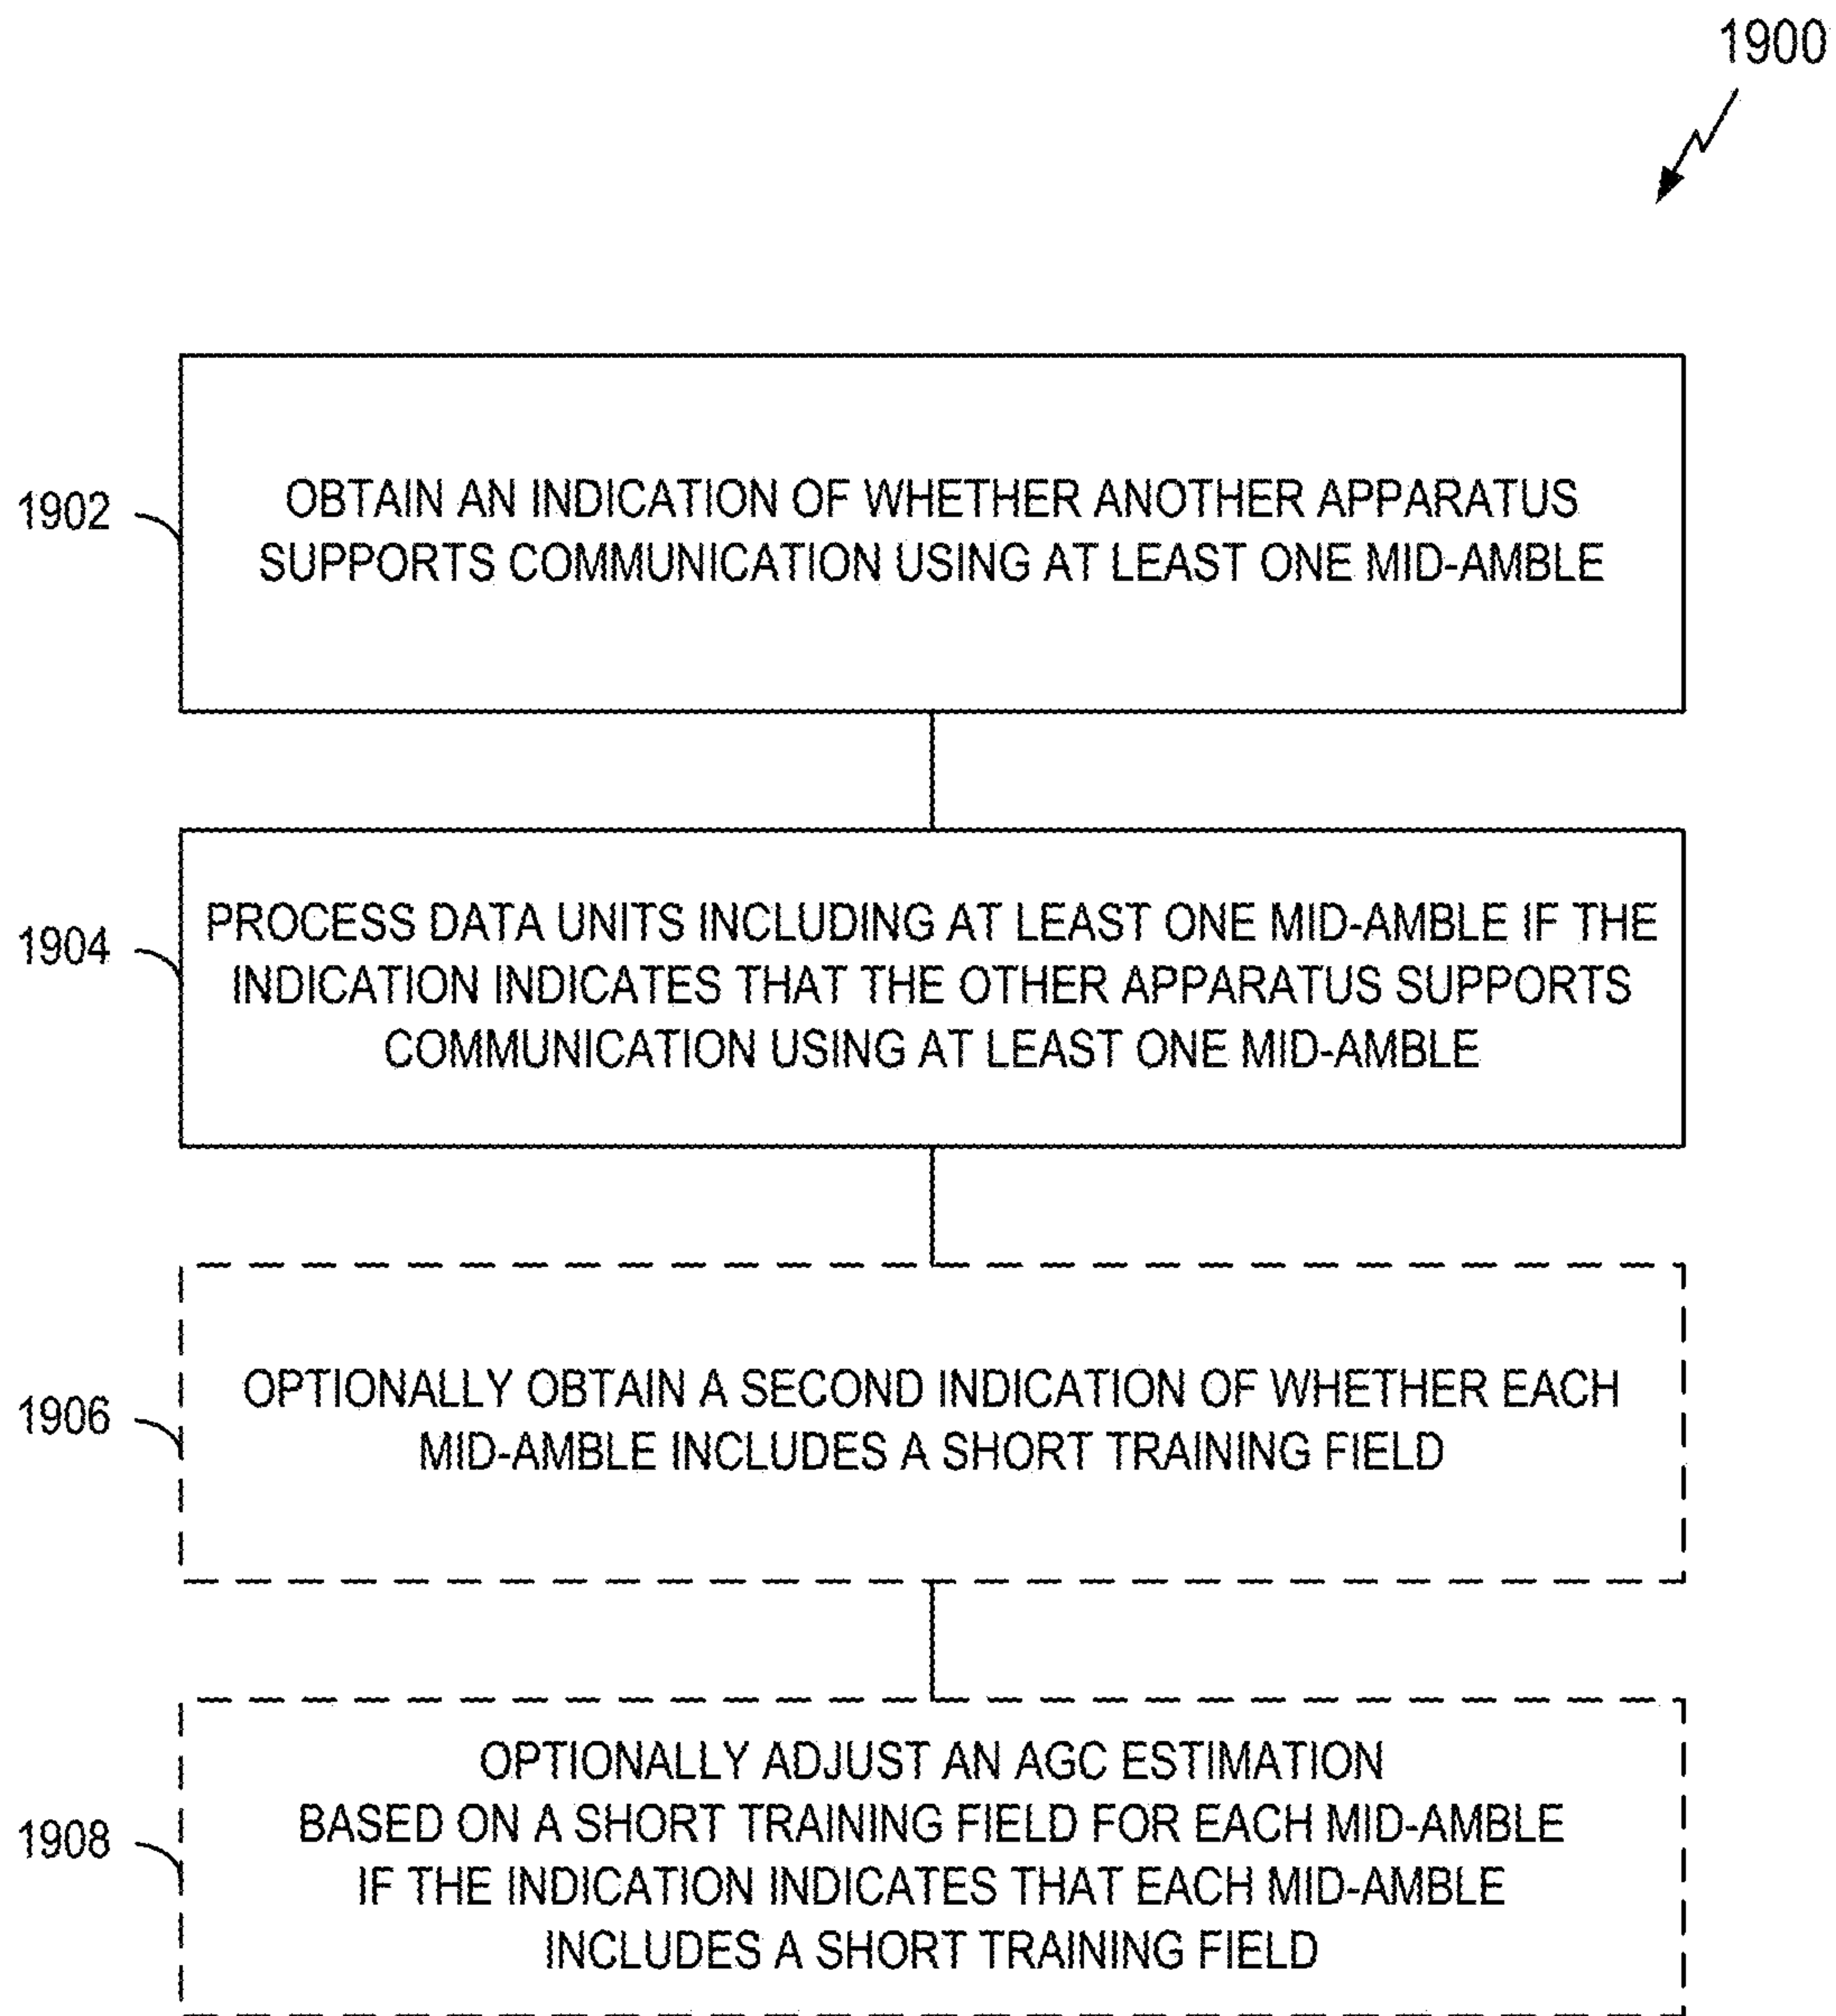 1900
1902
OBTAIN AN INDICATION OF WHETHER ANOTHER APPARATUS
SUPPORTS COMMUNICATION USING AT LEAST ONE MID-AMBLE
1904
PROCESS DATA UNITS INCLUDING AT LEAST ONE MID-AMBLE IF THE
INDICATION INDICATES THAT THE OTHER APPARATUS SUPPORTS
COMMUNICATION USING AT LEAST ONE MID-AMBLE
1906
OPTIONALLY OBTAIN A SECOND INDICATION OF WHETHER EACH
MID-AMBLE INCLUDES A SHORT TRAINING FIELD
1908
OPTIONALLY ADJUST AN AGC ESTIMATION
BASED ON A SHORT TRAINING FIELD FOR EACH MID-AMBLE
IF THE INDICATION INDICATES THAT EACH MID-AMBLE
INCLUDES A SHORT TRAINING FIELD